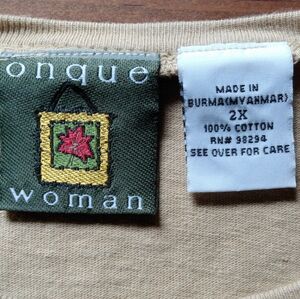 onque
woman
MADE IN
BURMA(MYANMAR)
2X
100% COTTON
RN# 98294
SEE OVER FOR CARE